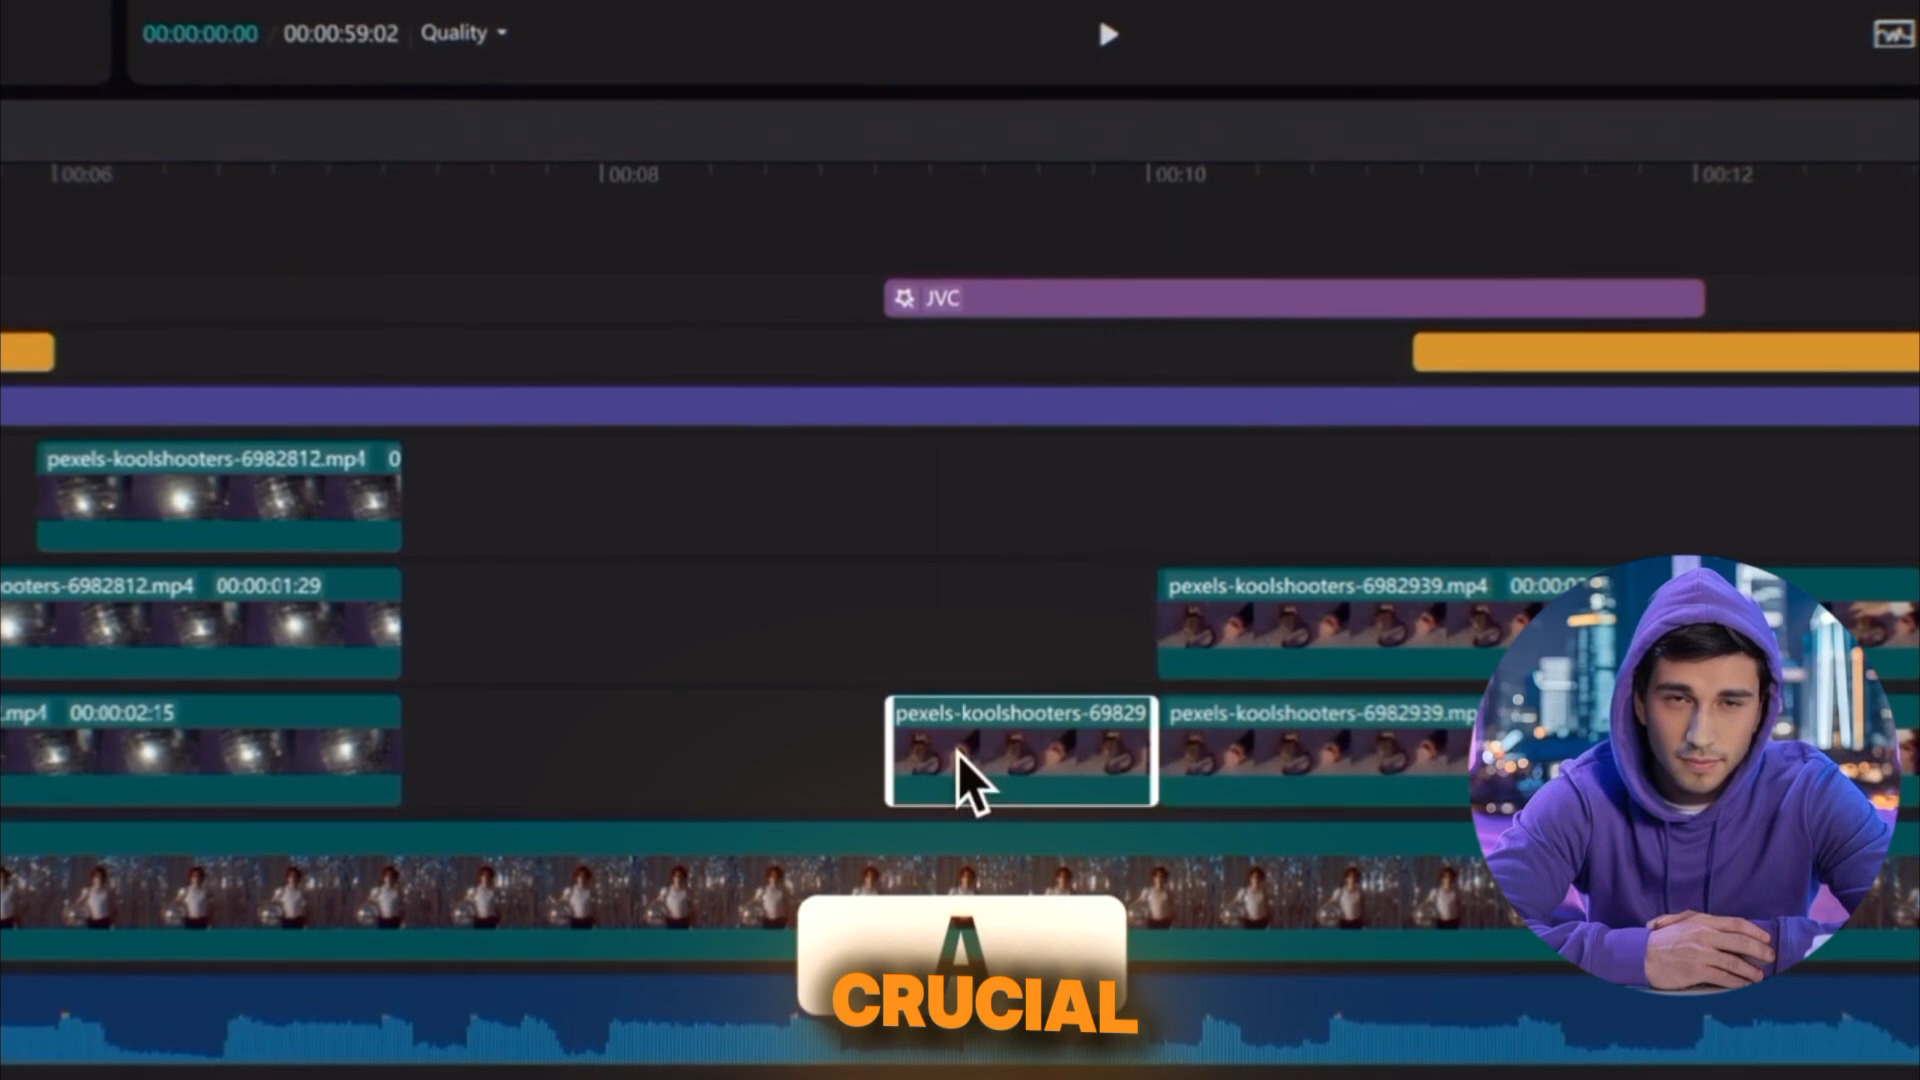 00:00:00:00 / 00:00:59:02 Quality
00:06 00:08 00:10 00:12
JVC
pexels-koolshooters-6982812.mp4 0
ooters-6982812.mp4 00:00:01:29
pexels-koolshooters-6982939.mp4 00:00:0
.mp4 00:00:02:15
pexels-koolshooters-69829
pexels-koolshooters-6982939.mp
A
CRUCIAL